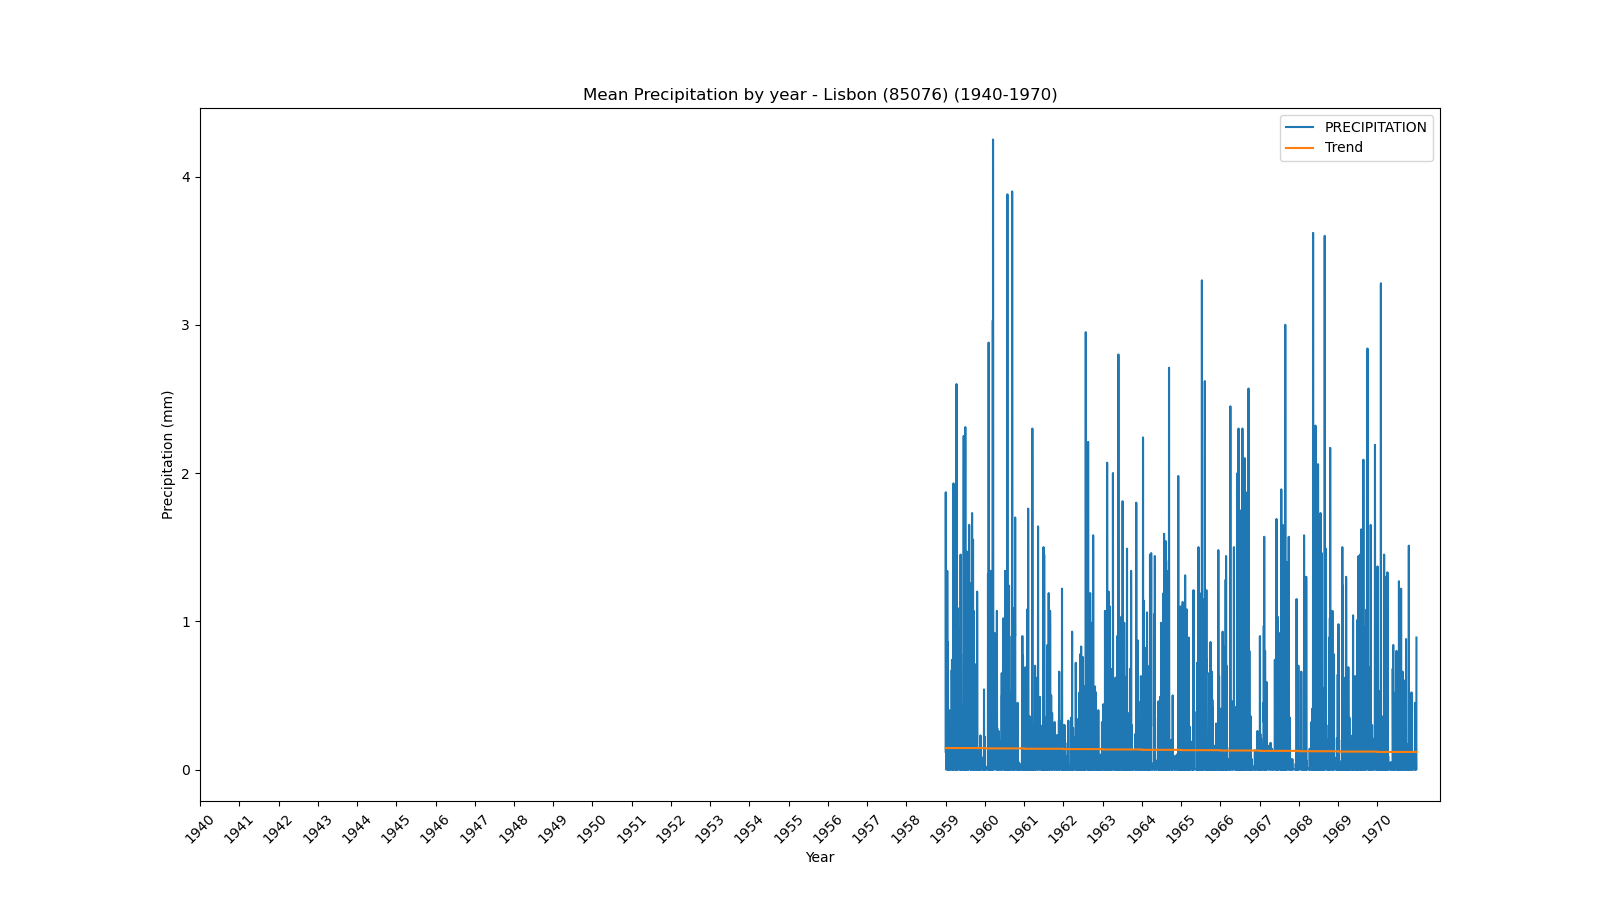 Mean Precipitation by year - Lisbon (85076) (1940-1970)
PRECIPITATION
Trend
4
3
2
1
0
Precipitation (mm)
1940 1941 1942 1943 1944 1945 1946 1947 1948 1949 1950 1951 1952 1953 1954 1955 1956 1957 1958 1959 1960 1961 1962 1963 1964 1965 1966 1967 1968 1969 1970
Year